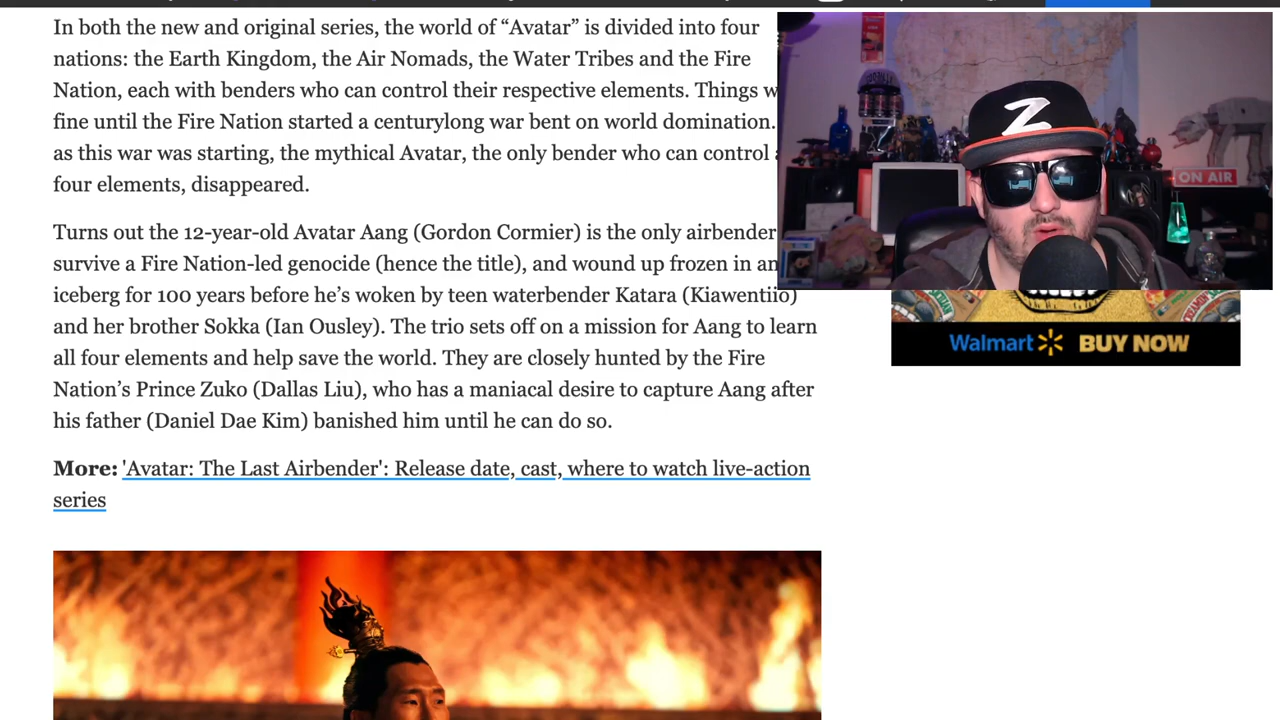 In both the new and original series, the world of “Avatar” is divided into four
nations: the Earth Kingdom, the Air Nomads, the Water Tribes and the Fire
Nation, each with benders who can control their respective elements. Things
fine until the Fire Nation started a centurylong war bent on world domination.
as this war was starting, the mythical Avatar, the only bender who can control
four elements, disappeared.
Turns out the 12-year-old Avatar Aang (Gordon Cormier) is the only airbender
survive a Fire Nation-led genocide (hence the title), and wound up frozen in an
iceberg for 100 years before he’s woken by teen waterbender Katara (Kiawentiio)
and her brother Sokka (Ian Ousley). The trio sets off on a mission for Aang to learn
all four elements and help save the world. They are closely hunted by the Fire
Nation’s Prince Zuko (Dallas Liu), who has a maniacal desire to capture Aang after
his father (Daniel Dae Kim) banished him until he can do so.
More: 'Avatar: The Last Airbender': Release date, cast, where to watch live-action
series
Z
ON AIR
Walmart BUY NOW